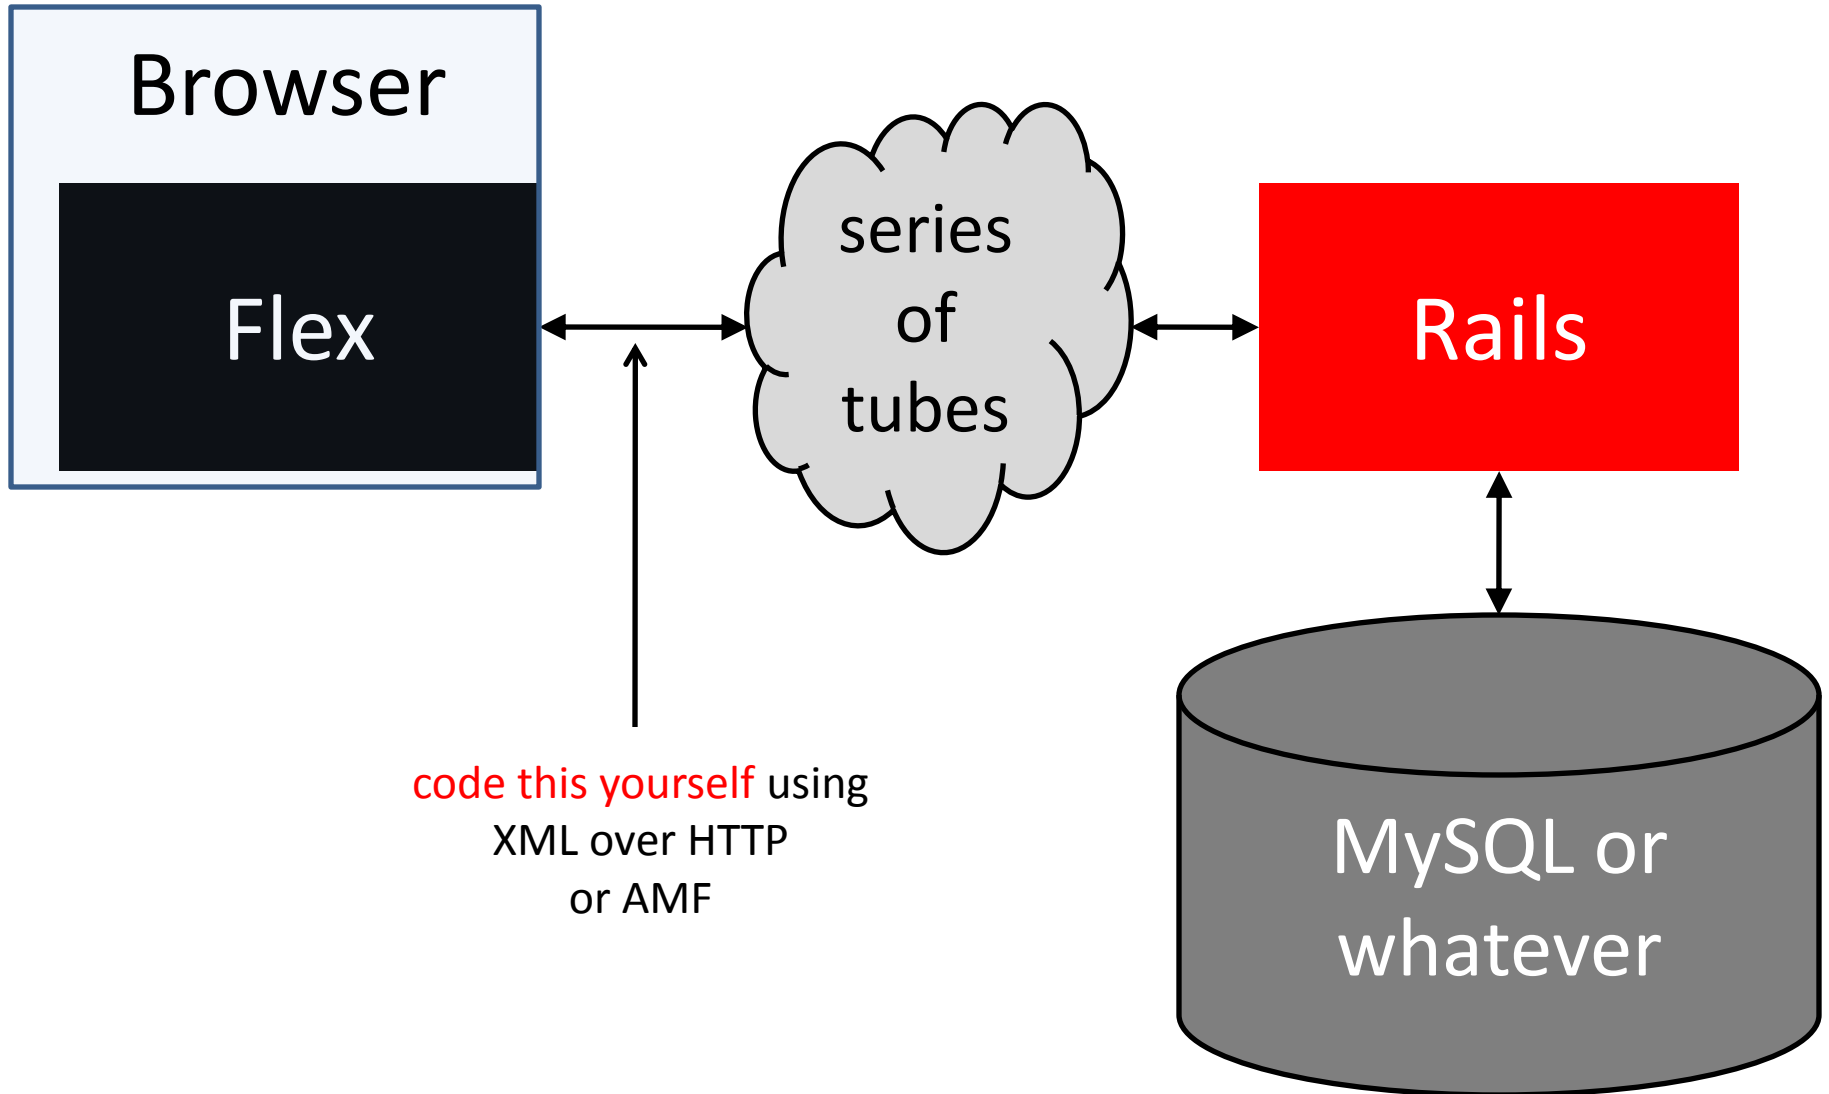 Browser
Flex
series
of
tubes
Rails
code this yourself using
XML over HTTP
or AMF
MySQL or
whatever